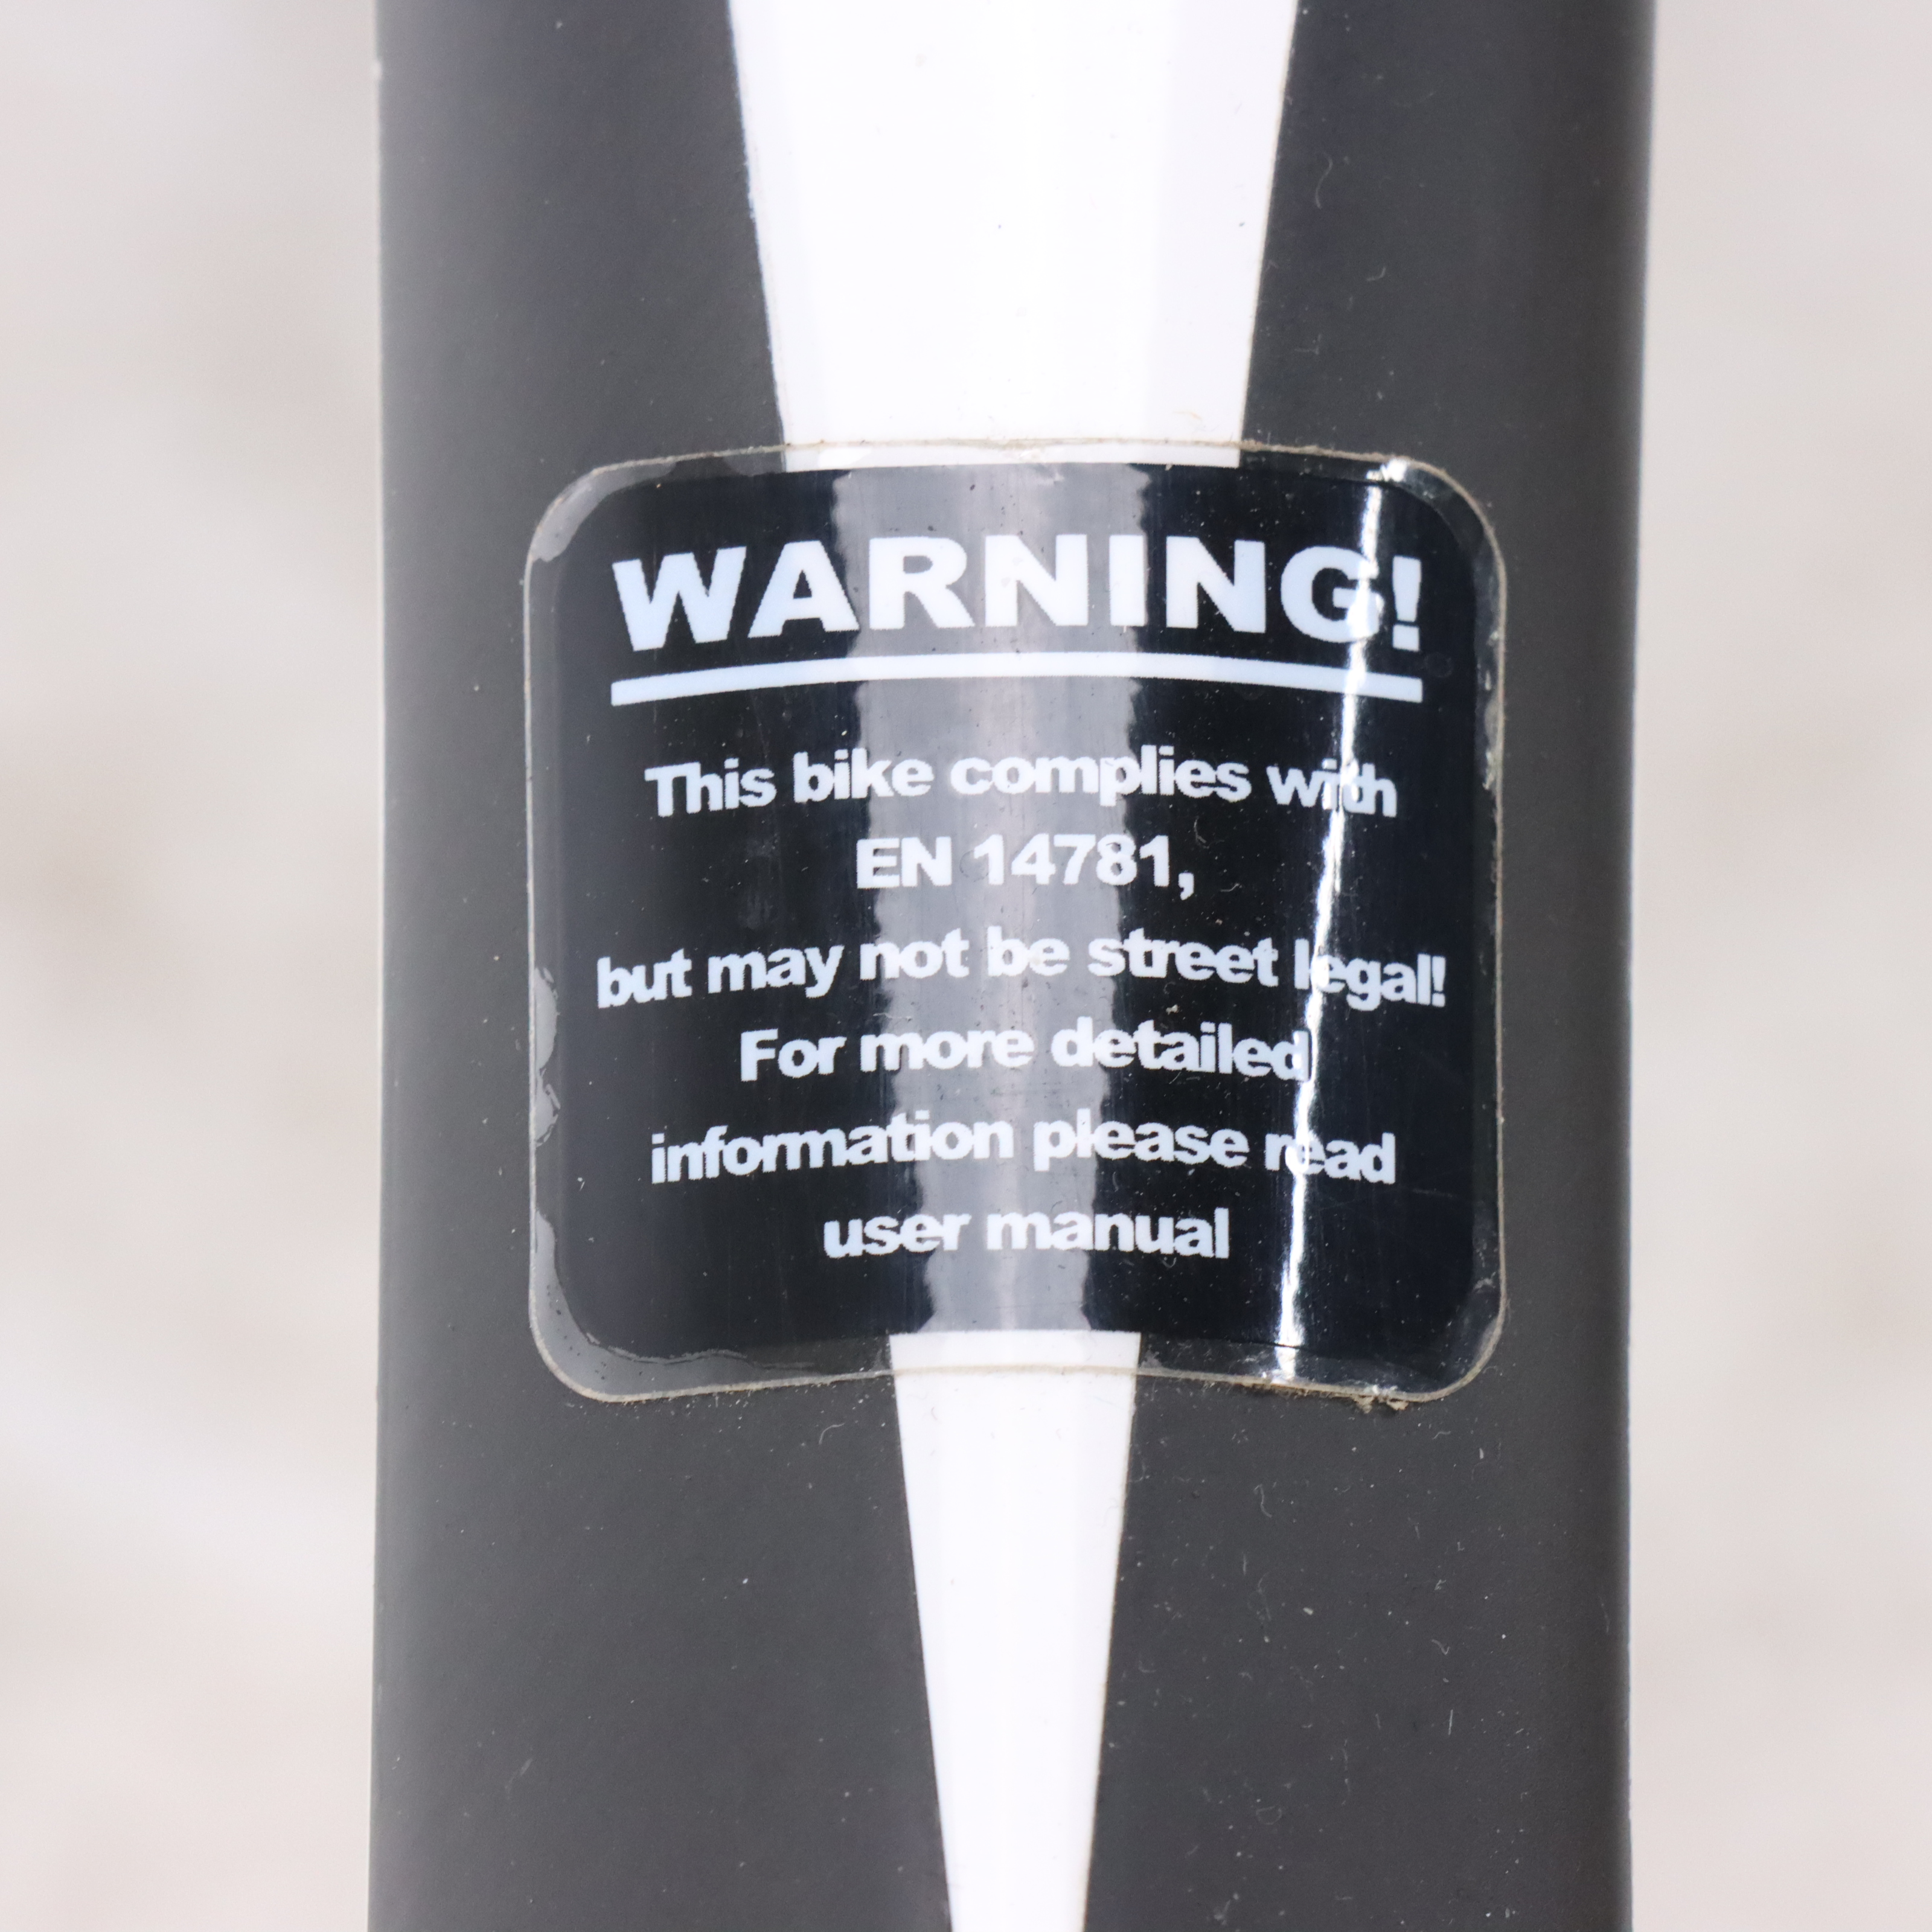 WARNING!
This bike complies with
EN 14781,
but may not be street legal!
For more detailed
information please read
user manual